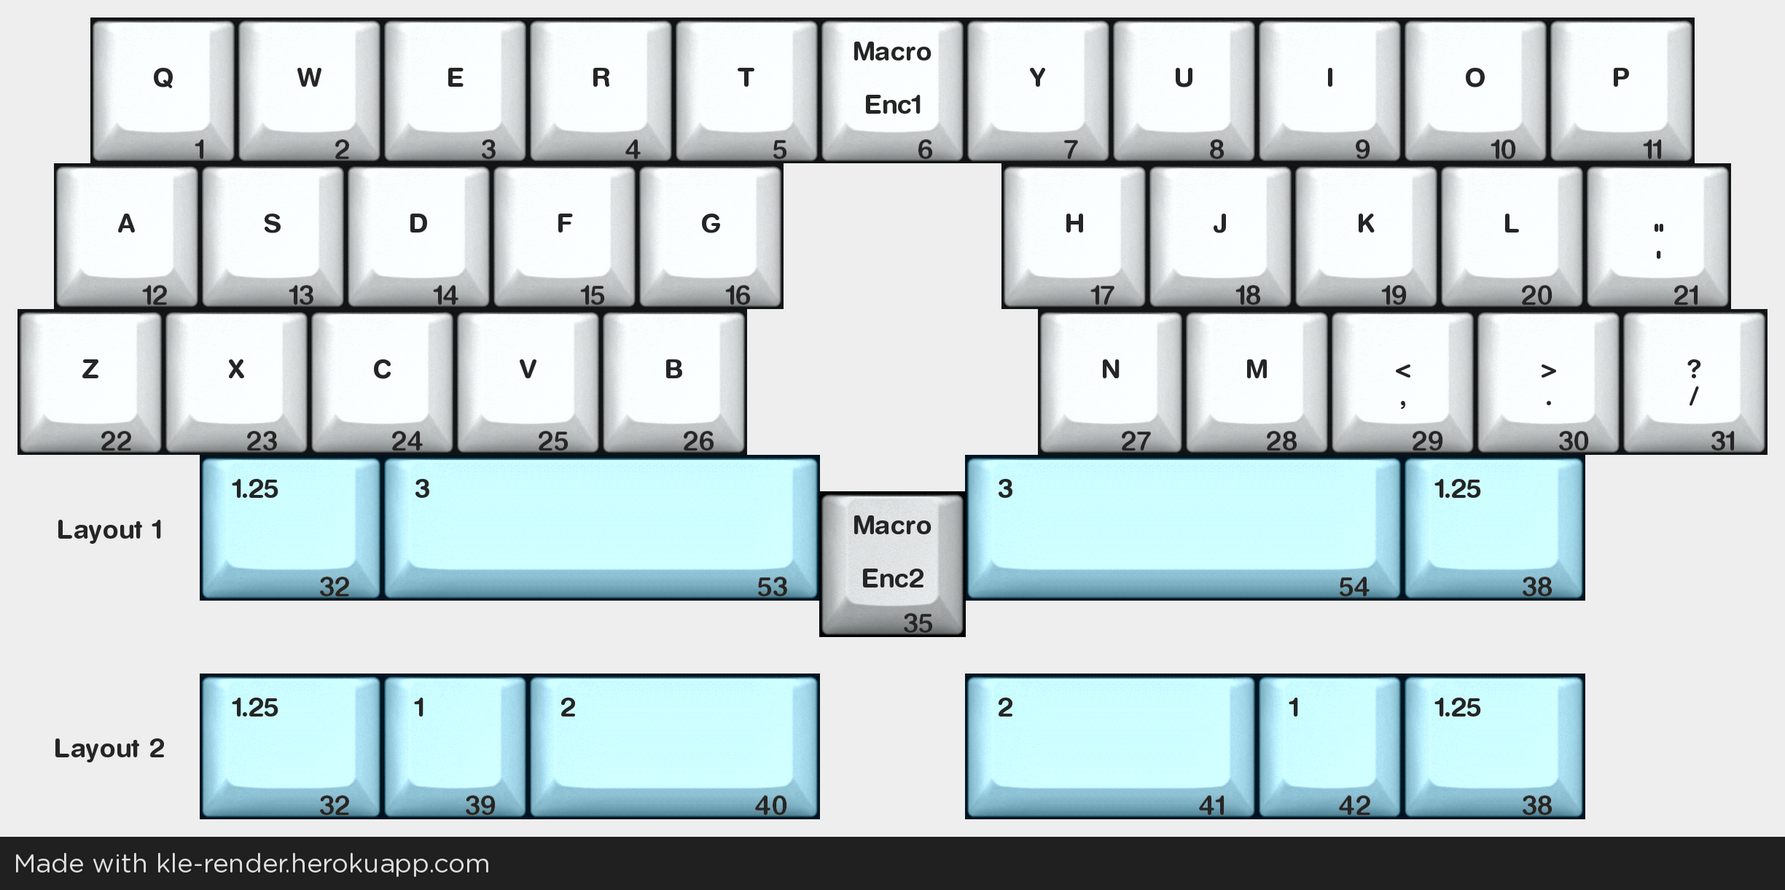 Q W E R T Macro Y U I O P
Enc1
1 2 3 4 5 6 7 8 9 10 11
A S D F G H J K L "
'
12 13 14 15 16 17 18 19 20 21
Z X C V B N M < > ?
, . /
22 23 24 25 26 27 28 29 30 31
1.25 3 3 1.25
Layout 1
Macro
Enc2
32 53 54 38
35
1.25 1 2 2 1 1.25
Layout 2
32 39 40 41 42 38
Made with kle-render.herokuapp.com